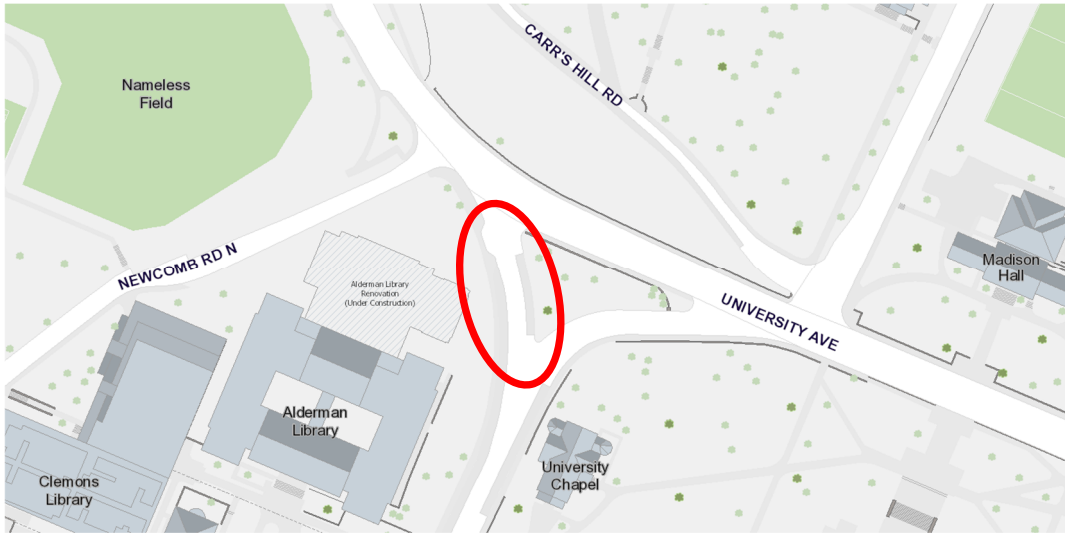 CARR'S HILL RD
Nameless
Field
NEWCOMB RD N
Madison
Hall
Alderman Library
Renovation
(Under Construction)
UNIVERSITY AVE
Alderman
Library
University
Chapel
Clemons
Library